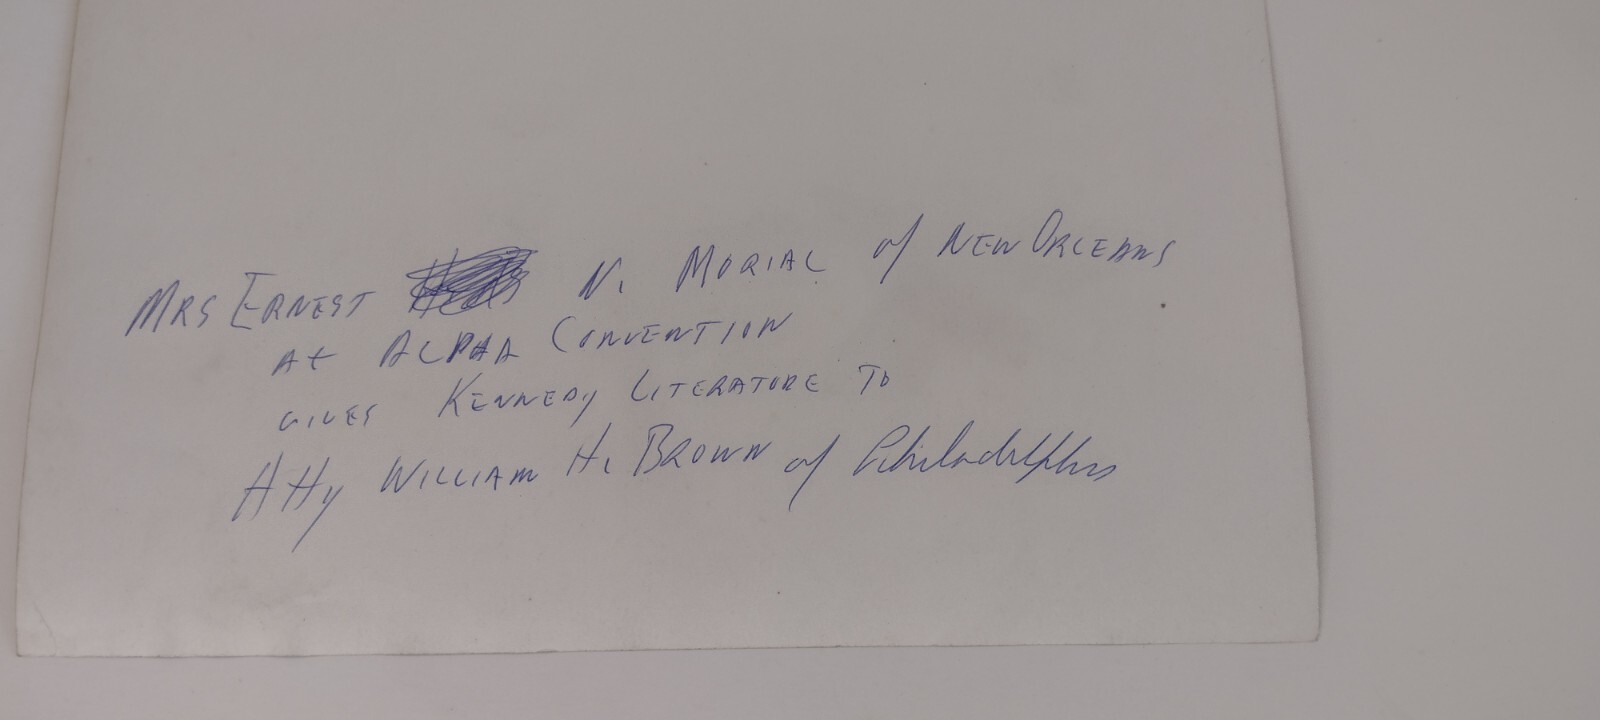 Mrs Ernest N. Morial of New Orleans
At Alpha Convention
gives Kennedy Literature to
Atty William H. Brown of Philadelphia